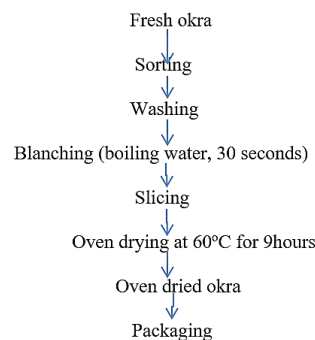 Fresh okra
Sorting
Washing
Blanching (boiling water, 30 seconds)
Slicing
Oven drying at 60ºC for 9hours
Oven dried okra
Packaging